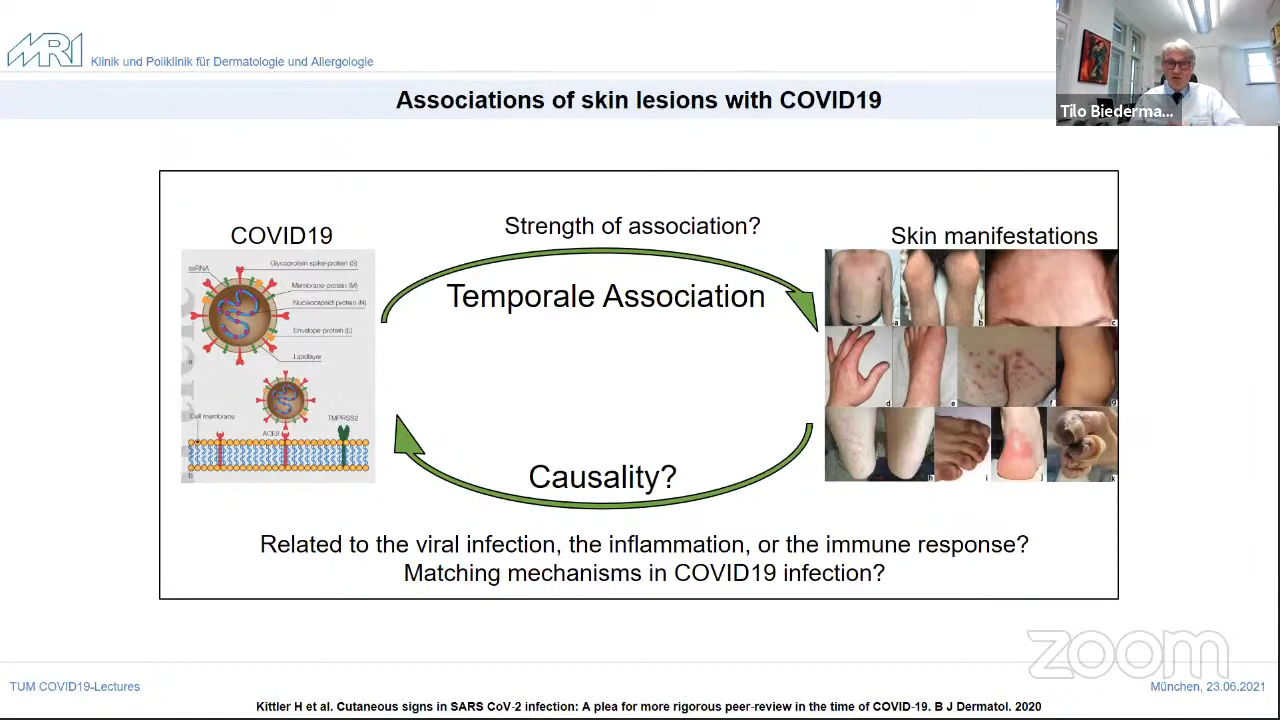 MRI
Klinik und Poliklinik für Dermatologie und Allergologie
Associations of skin lesions with COVID19
Tilo Biederma...
COVID19
Strength of association?
Skin manifestations
ssRNA
Glycoprotein spike-protein (S)
Membrane-protein (M)
Nucleocapsid protein (N)
Envelope-protein (E)
Lipidlayer
a
Cell membrane
ACE2
TMPRSS2
b
Temporale Association
a
b
c
d
e
f
g
h
i
j
k
Causality?
Related to the viral infection, the inflammation, or the immune response?
Matching mechanisms in COVID19 infection?
zoom
TUM COVID19-Lectures
München, 23.06.2021
Kittler H et al. Cutaneous signs in SARS CoV-2 infection: A plea for more rigorous peer-review in the time of COVID-19. B J Dermatol. 2020